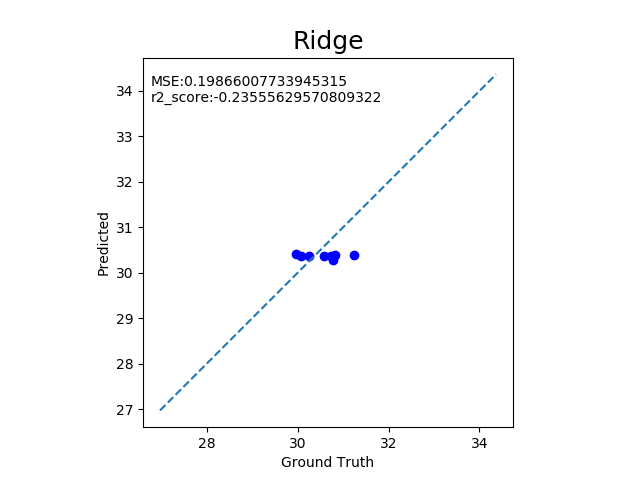 Ridge
MSE:0.19866007733945315
r2_score:-0.23555629570809322
34
33
32
31
30
29
28
27
Predicted
28 30 32 34
Ground Truth